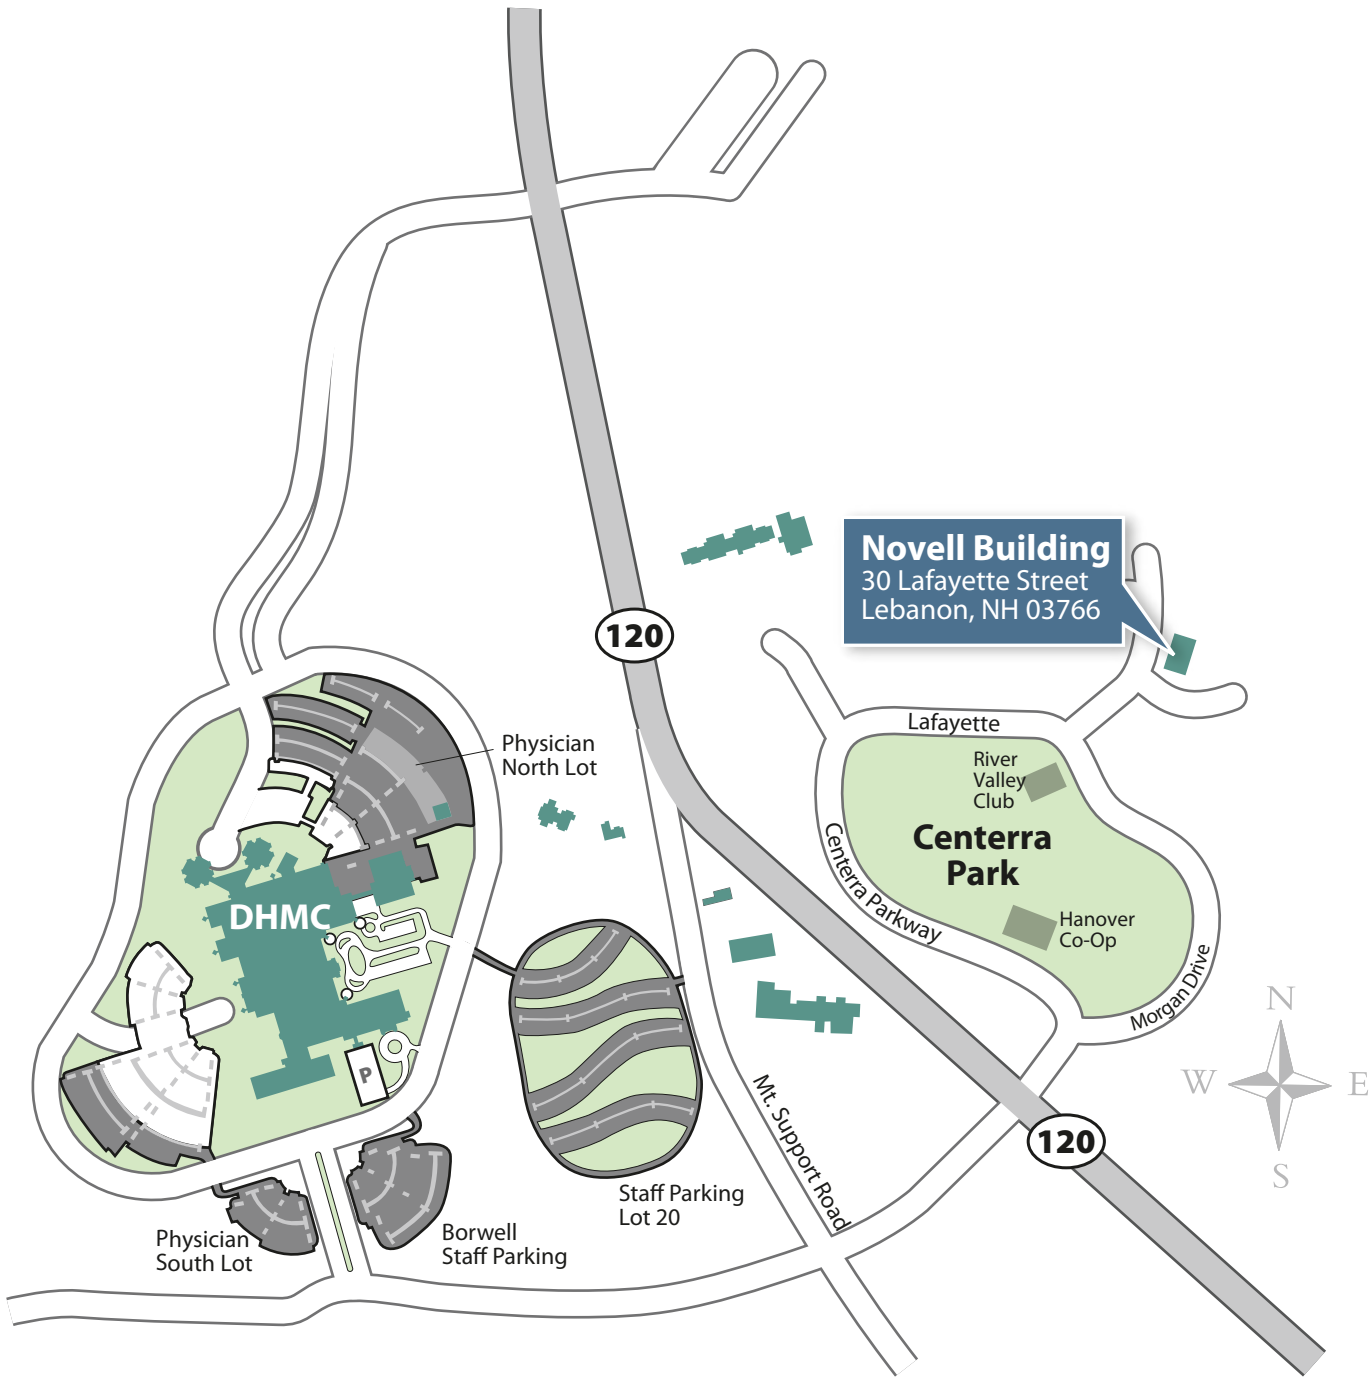 Novell Building
30 Lafayette Street
Lebanon, NH 03766
120
Lafayette
Physician
North Lot
River
Valley
Club
Centerra
Park
Centerra Parkway
Hanover
Co-Op
DHMC
Morgan Drive
N
W
E
S
P
Mt. Support Road
120
Staff Parking
Lot 20
Physician
South Lot
Borwell
Staff Parking